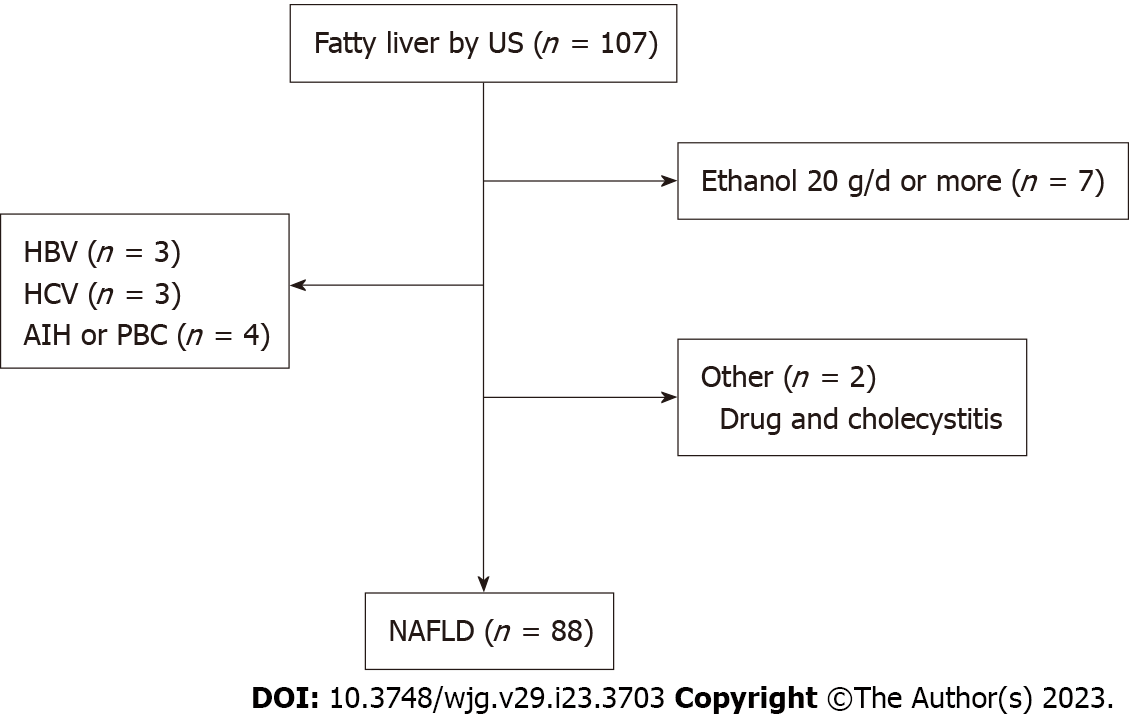 Fatty liver by US (n = 107)
Ethanol 20 g/d or more (n = 7)
HBV (n = 3)
HCV (n = 3)
AIH or PBC (n = 4)
Other (n = 2)
Drug and cholecystitis
NAFLD (n = 88)
DOI: 10.3748/wjg.v29.i23.3703 Copyright ©The Author(s) 2023.